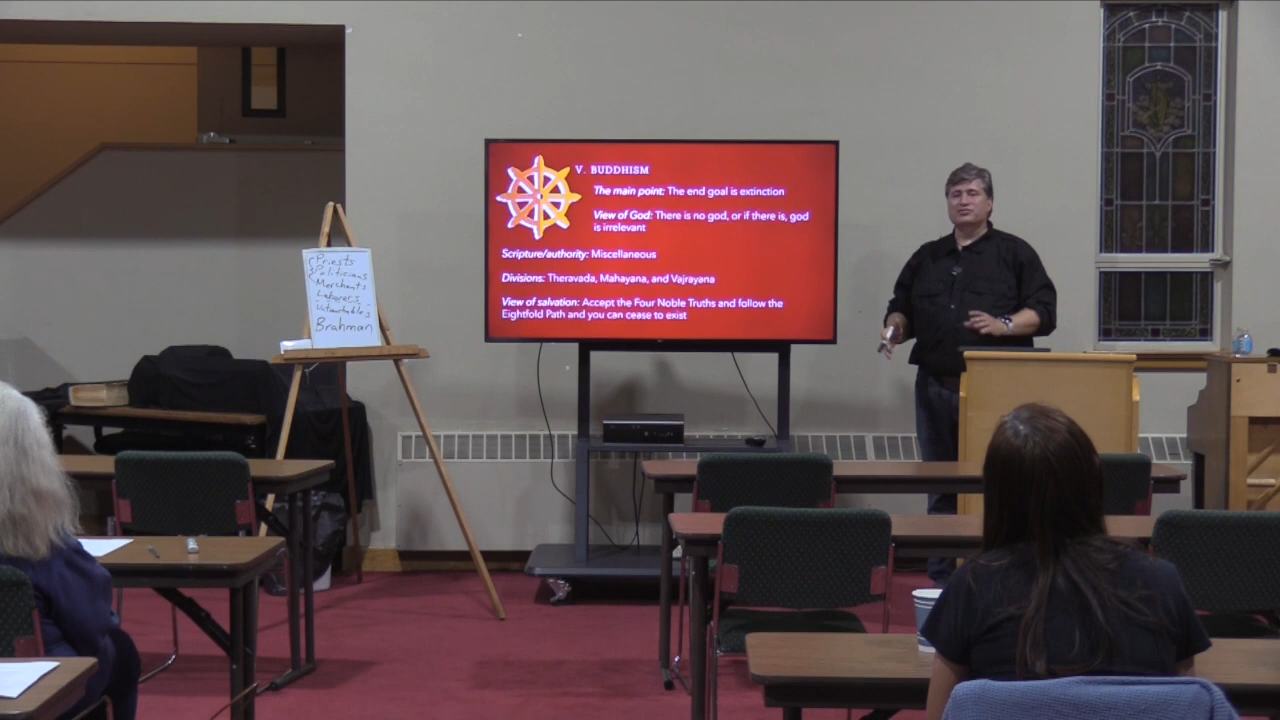 V. BUDDHISM
The main point: The end goal is extinction
View of God: There is no god, or if there is, god
is irrelevant
Scripture/authority: Miscellaneous
Divisions: Theravada, Mahayana, and Vajrayana
View of salvation: Accept the Four Noble Truths and follow the
Eightfold Path and you can cease to exist
Priests
Politicians
Merchants
Laborers
Untouchables
Brahman